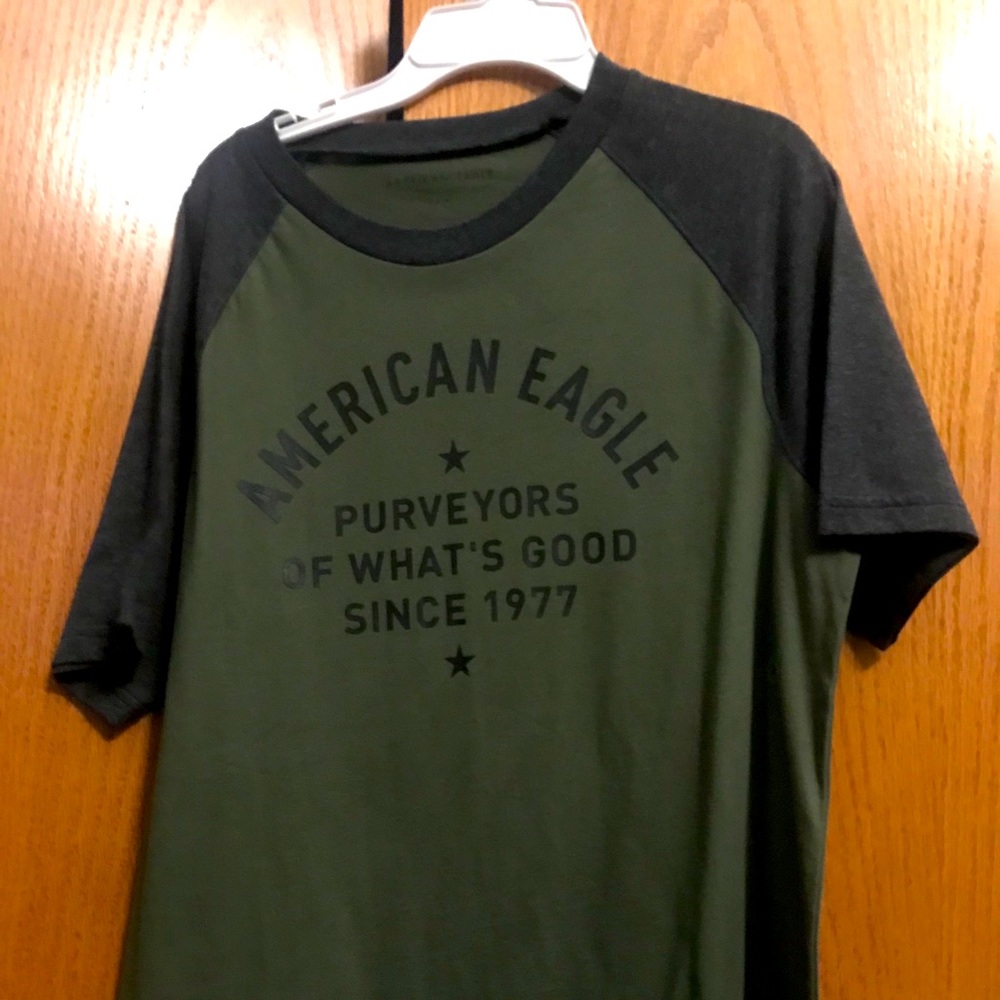 AMERICAN EAGLE
PURVEYORS
OF WHAT'S GOOD
SINCE 1977